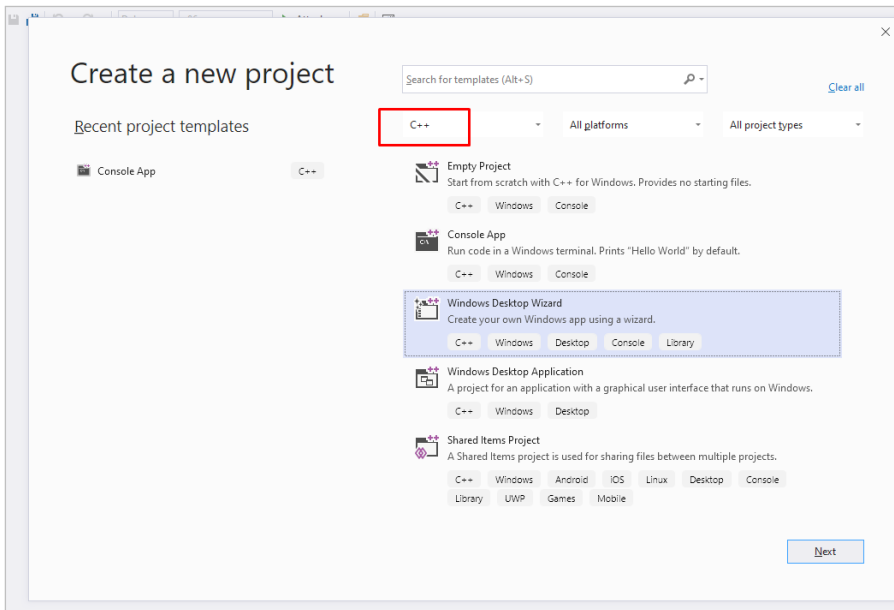 Create a new project
Search for templates (Alt+S)
Clear all
Recent project templates
C++
All platforms
All project types
Console App
C++
Empty Project
Start from scratch with C++ for Windows. Provides no starting files.
C++ Windows Console
Console App
Run code in a Windows terminal. Prints "Hello World" by default.
C++ Windows Console
Windows Desktop Wizard
Create your own Windows app using a wizard.
C++ Windows Desktop Console Library
Windows Desktop Application
A project for an application with a graphical user interface that runs on Windows.
C++ Windows Desktop
Shared Items Project
A Shared Items project is used for sharing files between multiple projects.
C++ Windows Android iOS Linux Desktop Console
Library UWP Games Mobile
Next